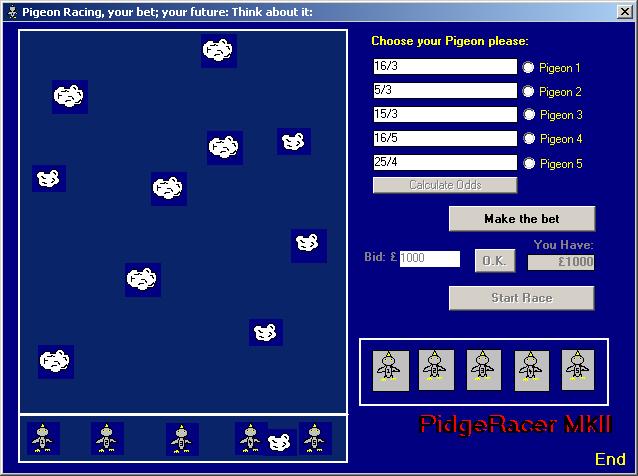 Pigeon Racing, your bet; your future: Think about it:
Choose your Pigeon please:
16/3 Pigeon 1
5/3 Pigeon 2
15/3 Pigeon 3
16/5 Pigeon 4
25/4 Pigeon 5
Calculate Odds
Make the bet
You Have:
Bid: £ 1000 O.K. £1000
Start Race
PidgeRacer MkII
End